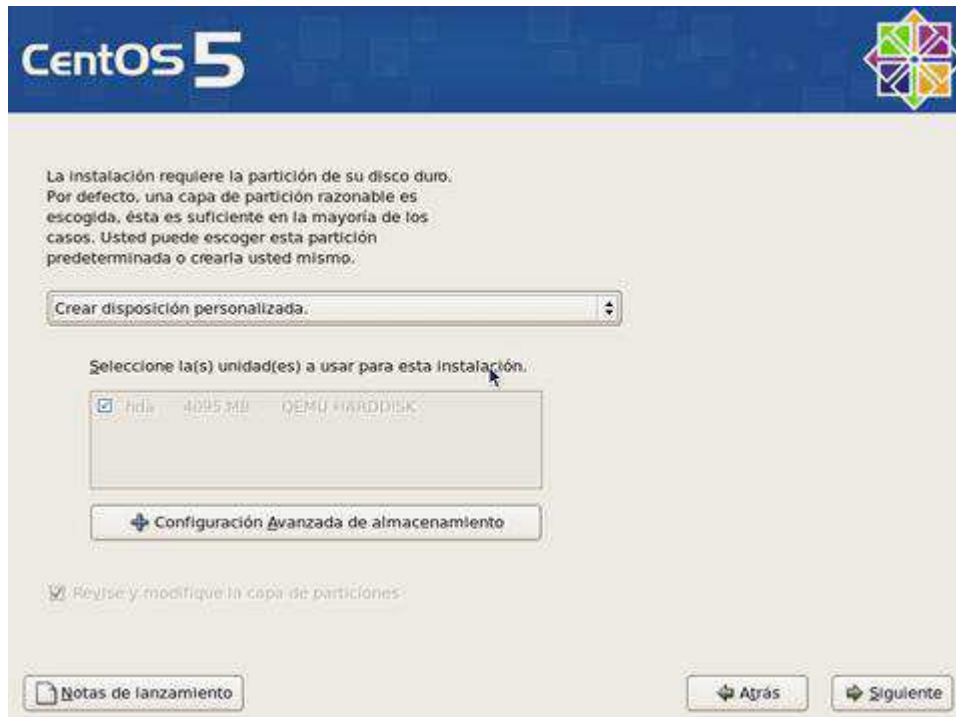 CentOS 5
La instalación requiere la partición de su disco duro.
Por defecto, una capa de partición razonable es
escogida, ésta es suficiente en la mayoría de los
casos. Usted puede escoger esta partición
predeterminada o crearla usted mismo.
Crear disposición personalizada.
Seleccione la(s) unidad(es) a usar para esta instalación.
hda 4095 MB QEMU HARDDISK
Configuración Avanzada de almacenamiento
Revise y modifique la capa de particiones
Notas de lanzamiento
Atrás
Siguiente